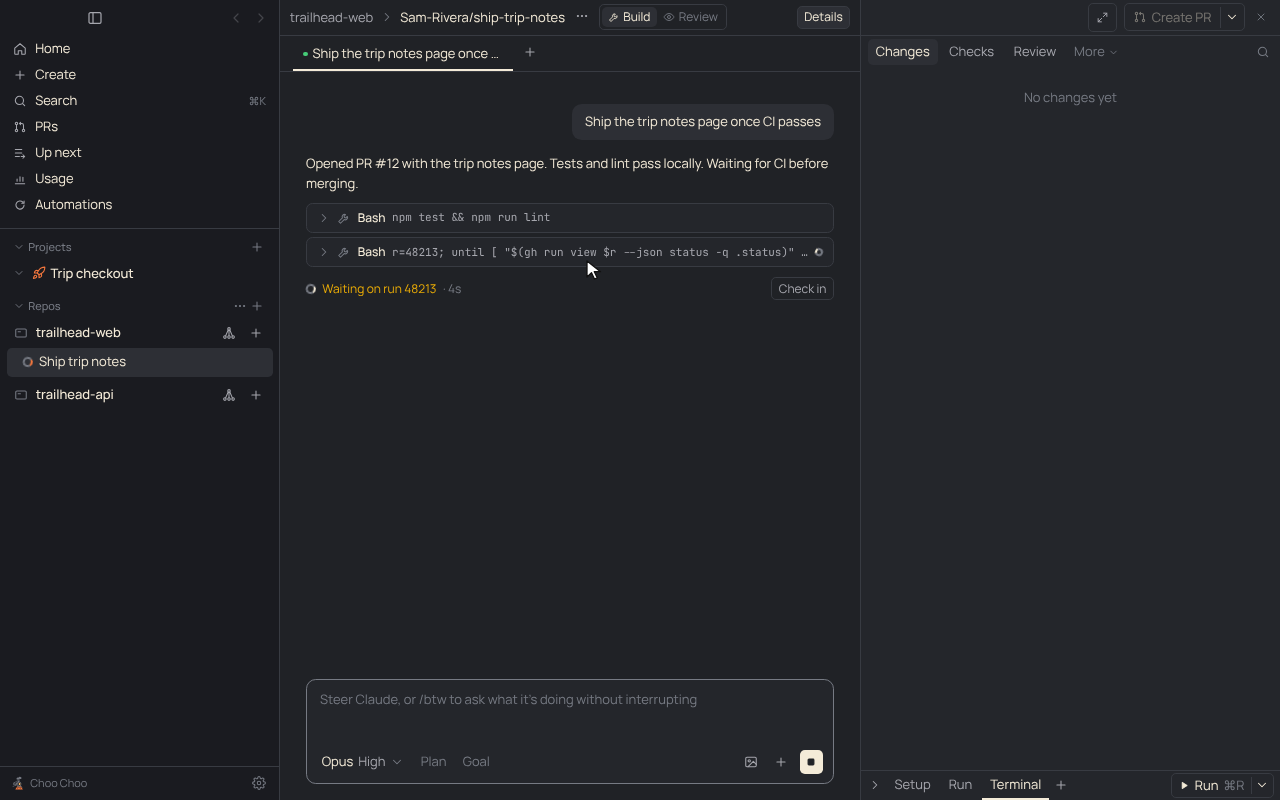 Home
Create
Search ⌘K
PRs
Up next
Usage
Automations
Projects
Trip checkout
Repos
trailhead-web
Ship trip notes
trailhead-api
Choo Choo
trailhead-web > Sam-Rivera/ship-trip-notes ··· Build Review Details
Ship the trip notes page once …
Ship the trip notes page once CI passes
Opened PR #12 with the trip notes page. Tests and lint pass locally. Waiting for CI before
merging.
Bash npm test && npm run lint
Bash r=48213; until [ "$(gh run view $r --json status -q .status)" …
Waiting on run 48213 · 4s Check in
Steer Claude, or /btw to ask what it's doing without interrupting
Opus High Plan Goal
Create PR
Changes Checks Review More
No changes yet
Setup Run Terminal Run ⌘R